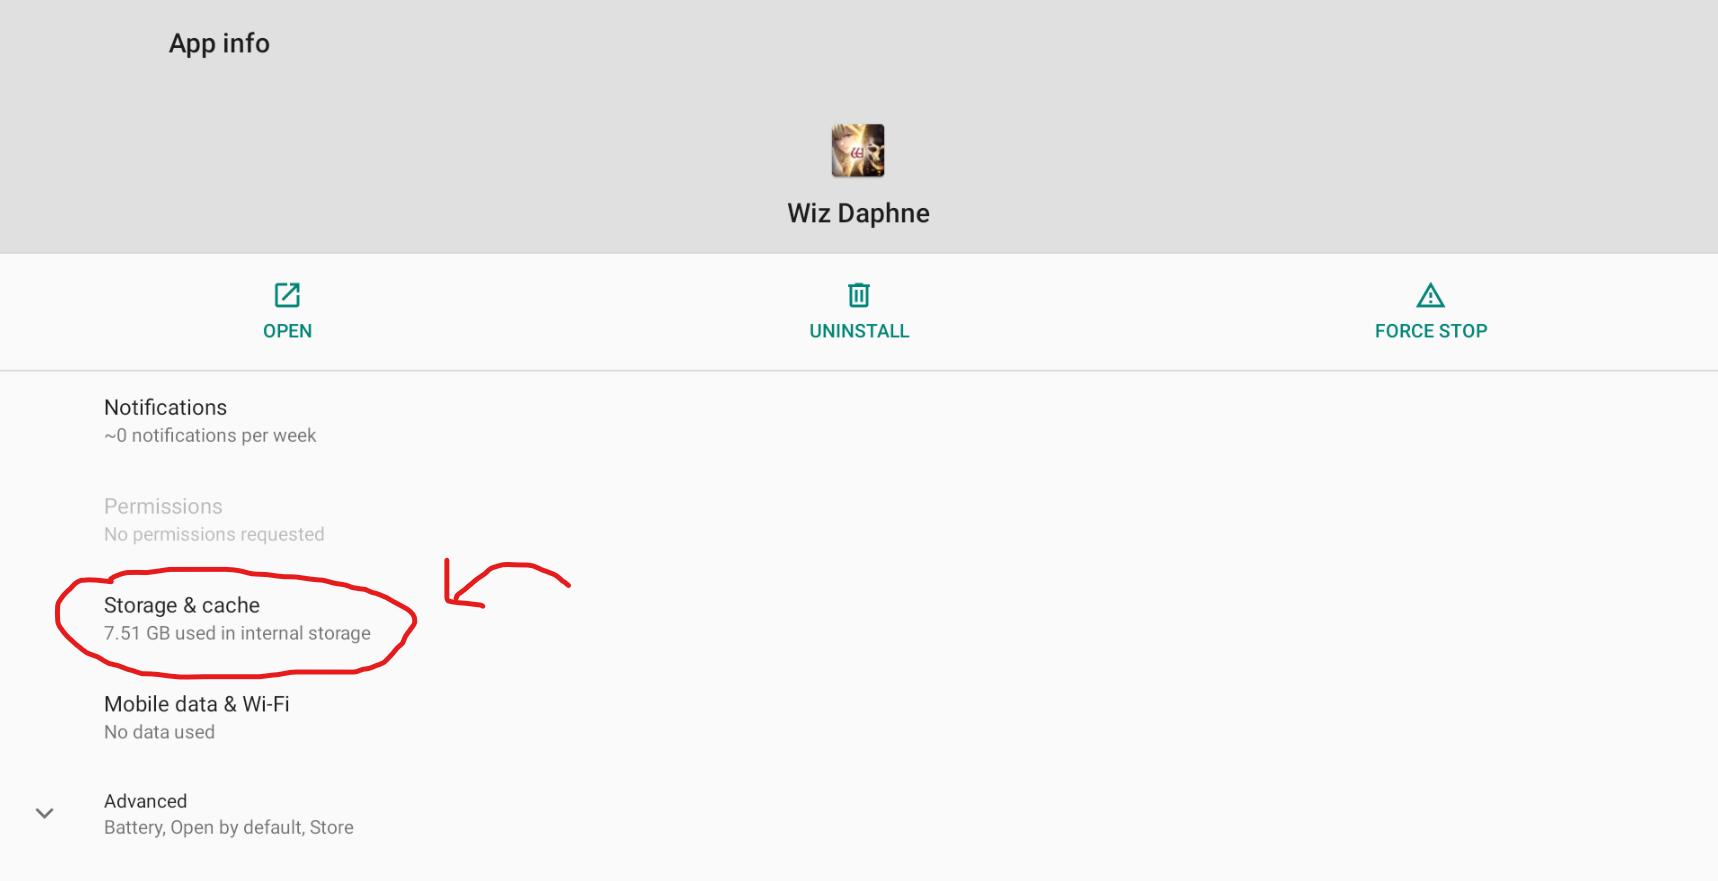 App info
Wiz Daphne
OPEN
UNINSTALL
FORCE STOP
Notifications
~0 notifications per week
Permissions
No permissions requested
Storage & cache
7.51 GB used in internal storage
Mobile data & Wi-Fi
No data used
Advanced
Battery, Open by default, Store